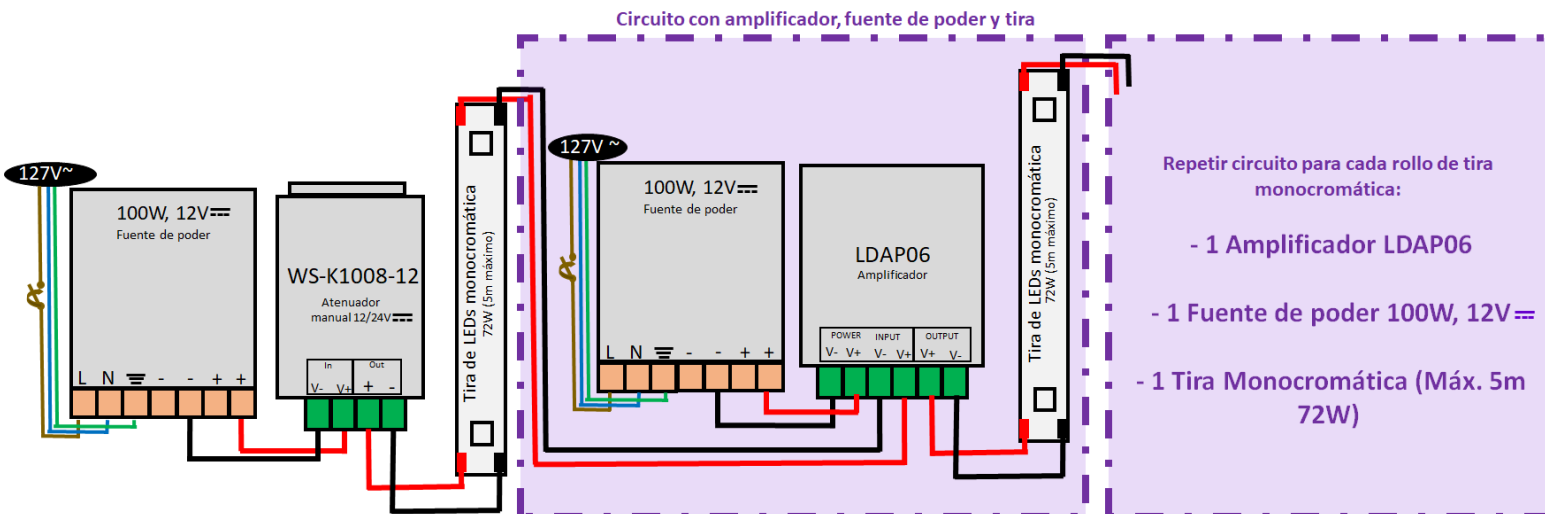 Circuito con amplificador, fuente de poder y tira
127V~
100W, 12V
Fuente de poder
L N - - + +
WS-K1008-12
Atenuador
manual 12/24V
In Out
V- V+ + -
Tira de LEDs monocromática
72W (5m máximo)
127V ~
100W, 12V
Fuente de poder
L N - - + +
LDAP06
Amplificador
POWER INPUT OUTPUT
V- V+ V- V+ V+ V-
Tira de LEDs monocromática
72W (5m máximo)
Repetir circuito para cada rollo de tira
monocromática:
- 1 Amplificador LDAP06
- 1 Fuente de poder 100W, 12V
- 1 Tira Monocromática (Máx. 5m
72W)